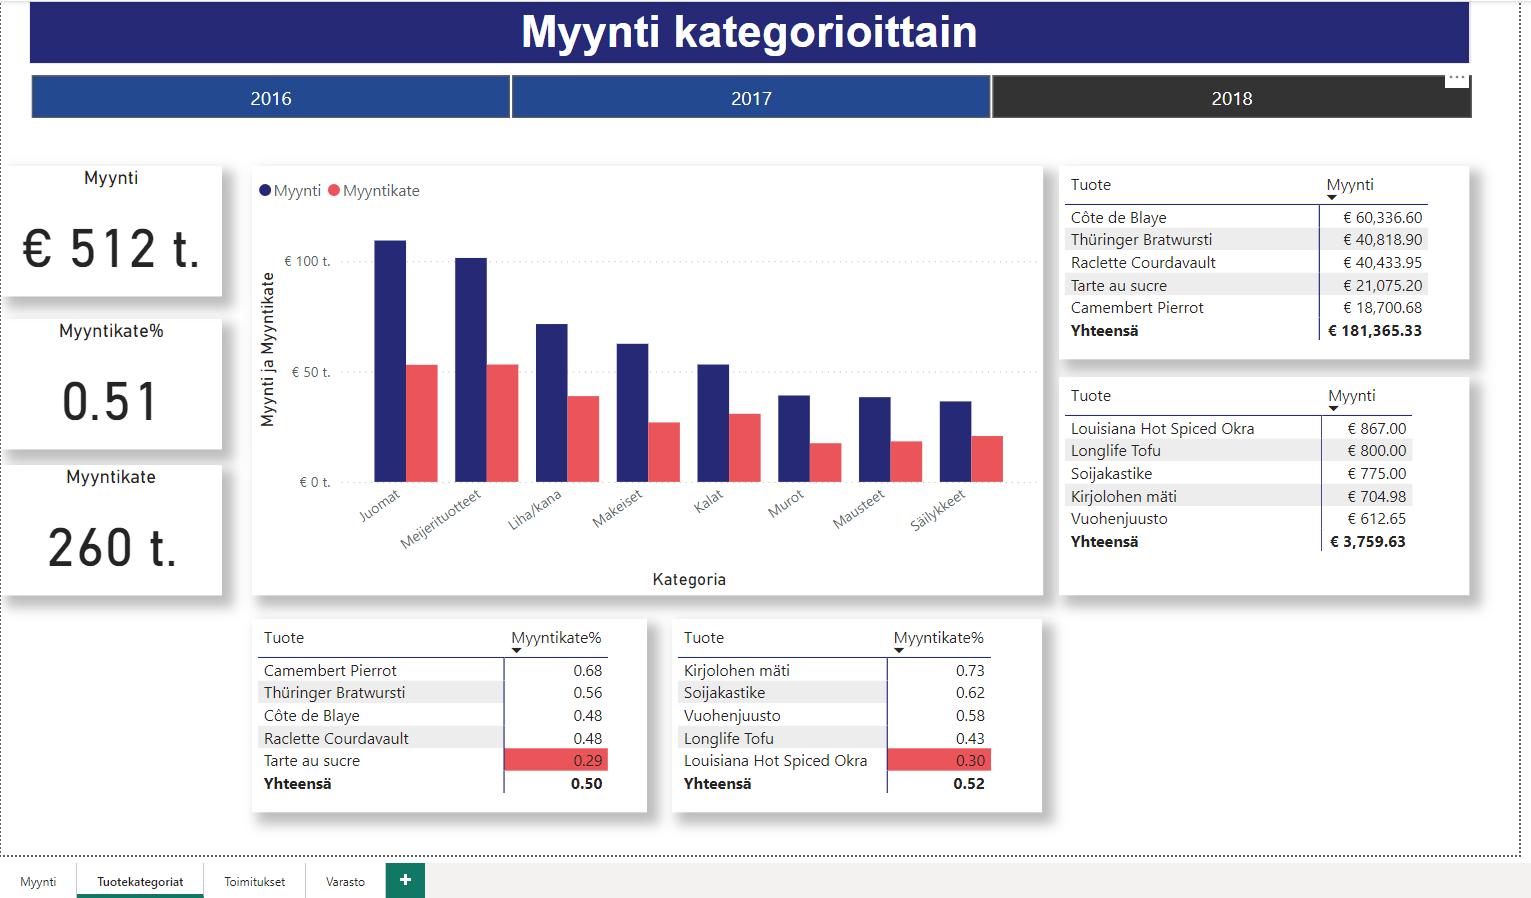 Myynti kategorioittain
2016 2017 2018
Myynti
€ 512 t.
Myyntikate%
0.51
Myyntikate
260 t.
Myynti Myyntikate
Myynti ja Myyntikate
€ 100 t.
€ 50 t.
€ 0 t.
Juomat
Meijerituotteet
Liha/kana
Makeiset
Kalat
Murot
Mausteet
Säilykkeet
Kategoria
Tuote Myynti
Côte de Blaye € 60,336.60
Thüringer Bratwursti € 40,818.90
Raclette Courdavault € 40,433.95
Tarte au sucre € 21,075.20
Camembert Pierrot € 18,700.68
Yhteensä € 181,365.33
Tuote Myynti
Louisiana Hot Spiced Okra € 867.00
Longlife Tofu € 800.00
Soijakastike € 775.00
Kirjolohen mäti € 704.98
Vuohenjuusto € 612.65
Yhteensä € 3,759.63
Tuote Myyntikate%
Camembert Pierrot 0.68
Thüringer Bratwursti 0.56
Côte de Blaye 0.48
Raclette Courdavault 0.48
Tarte au sucre 0.29
Yhteensä 0.50
Tuote Myyntikate%
Kirjolohen mäti 0.73
Soijakastike 0.62
Vuohenjuusto 0.58
Longlife Tofu 0.43
Louisiana Hot Spiced Okra 0.30
Yhteensä 0.52
Myynti Tuotekategoriat Toimitukset Varasto +